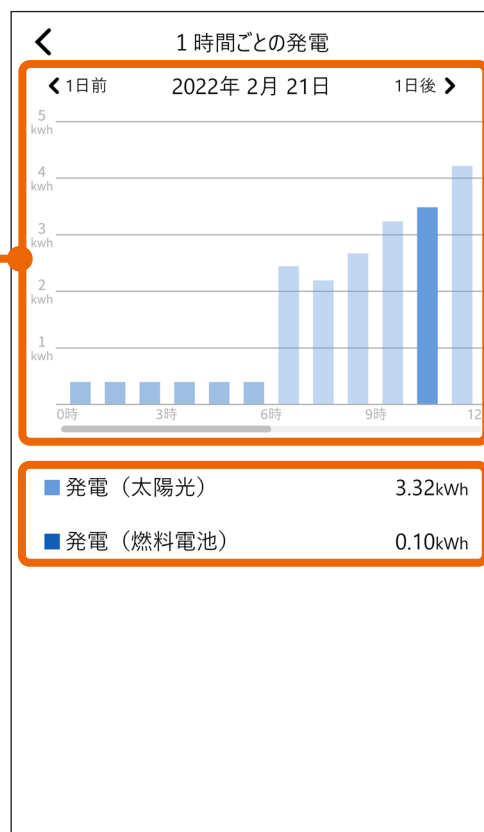 1時間ごとの発電
1日前 2022年 2月 21日 1日後
5
kwh
4
kwh
3
kwh
2
kwh
1
kwh
0時 3時 6時 9時 12
発電（太陽光） 3.32kWh
発電（燃料電池） 0.10kWh